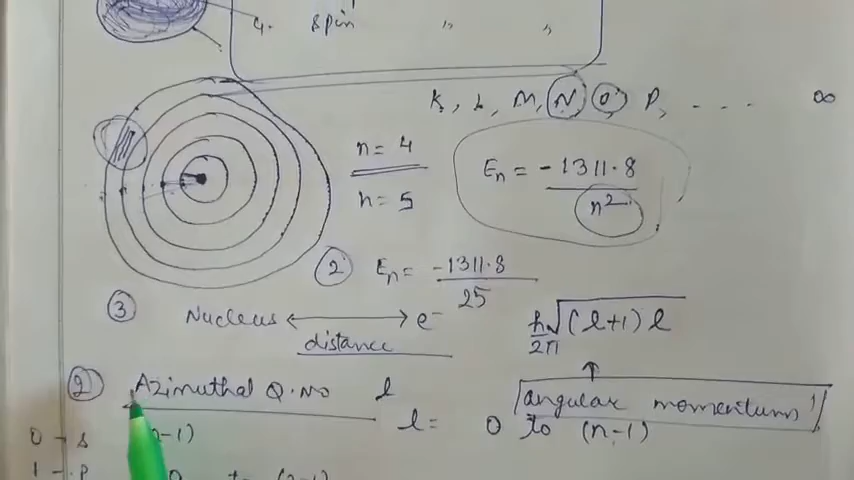 4. spin " "
K, L, M, N, O, P, - - - - ∞
n = 4
En = -1311.8 / n²
n = 5
② En = -1311.8 / 25
③ Nucleus ⟷ e⁻
distance
h/2π √(l+1) l
② Azimuthal Q.No l
angular momentum
l = 0 to (n-1)
0 - s
1 - p